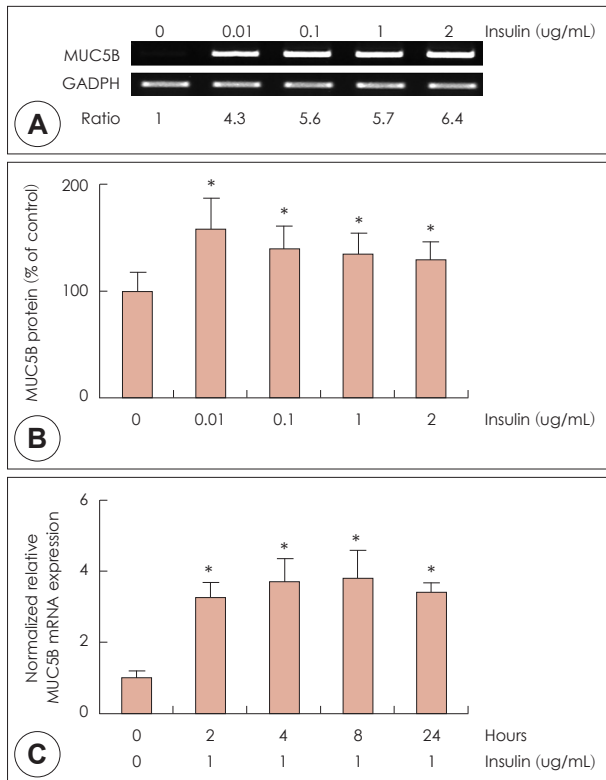 0 0.01 0.1 1 2 Insulin (ug/mL)
MUC5B
GADPH
Ratio 1 4.3 5.6 5.7 6.4
A
MUC5B protein (% of control)
200
100
0
* * * *
0 0.01 0.1 1 2 Insulin (ug/mL)
B
Normalized relative
MUC5B mRNA expression
6
4
2
0
* * * *
0 2 4 8 24 Hours
0 1 1 1 1 Insulin (ug/mL)
C